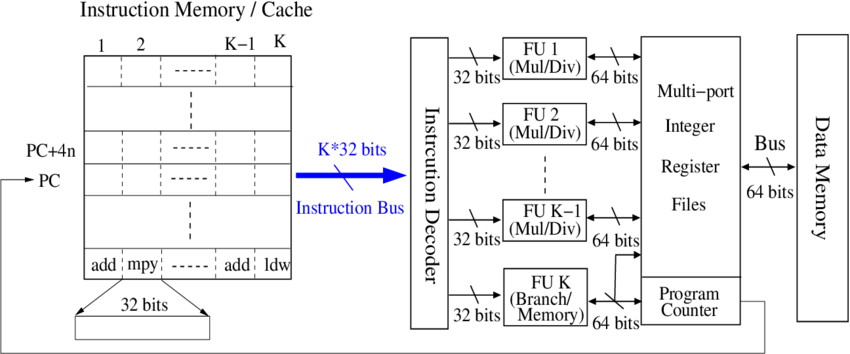 Instruction Memory / Cache
1 2 K−1 K
PC+4n
PC
add mpy add ldw
32 bits
K*32 bits
Instruction Bus
Instrcution Decoder
32 bits
FU 1
(Mul/Div)
64 bits
32 bits
FU 2
(Mul/Div)
64 bits
32 bits
FU K−1
(Mul/Div)
64 bits
32 bits
FU K
(Branch/
Memory)
64 bits
Multi−port
Integer
Register
Files
Program
Counter
Bus
64 bits
Data Memory